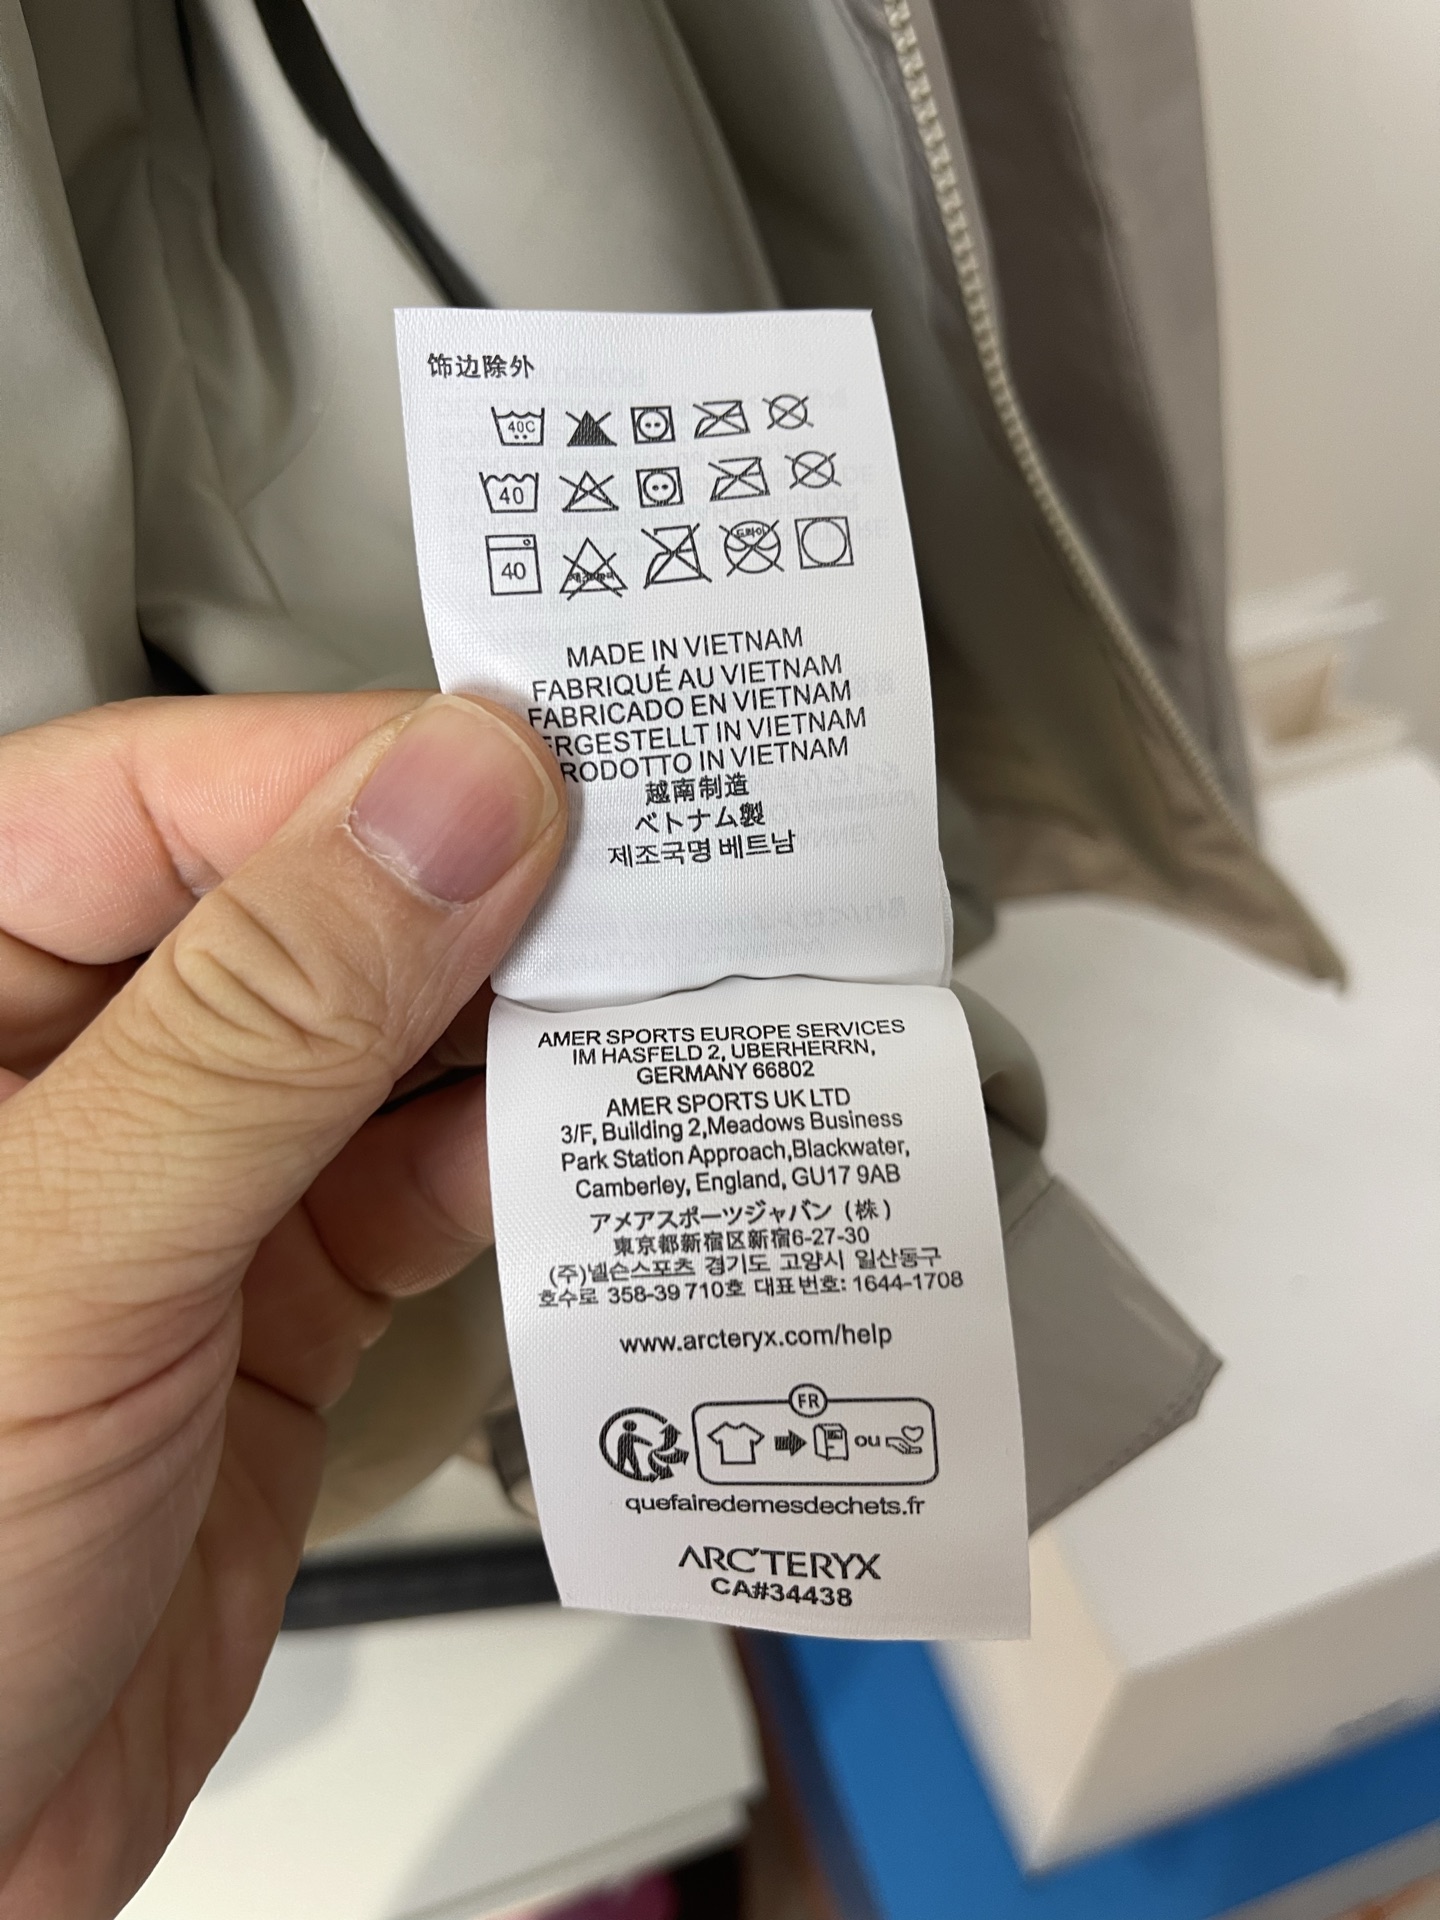 饰边除外
40C
40
40
드라이
MADE IN VIETNAM
FABRIQUÉ AU VIETNAM
FABRICADO EN VIETNAM
ERGESTELLT IN VIETNAM
RODOTTO IN VIETNAM
越南制造
ベトナム製
제조국명 베트남
AMER SPORTS EUROPE SERVICES
IM HASFELD 2, UBERHERRN,
GERMANY 66802
AMER SPORTS UK LTD
3/F, Building 2,Meadows Business
Park Station Approach,Blackwater,
Camberley, England, GU17 9AB
アメアスポーツジャパン（株）
東京都新宿区新宿6-27-30
(주)넬슨스포츠 경기도 고양시 일산동구
호수로 358-39 710호 대표번호: 1644-1708
www.arcteryx.com/help
FR
ou
quefairedemesdechets.fr
ARC'TERYX
CA#34438